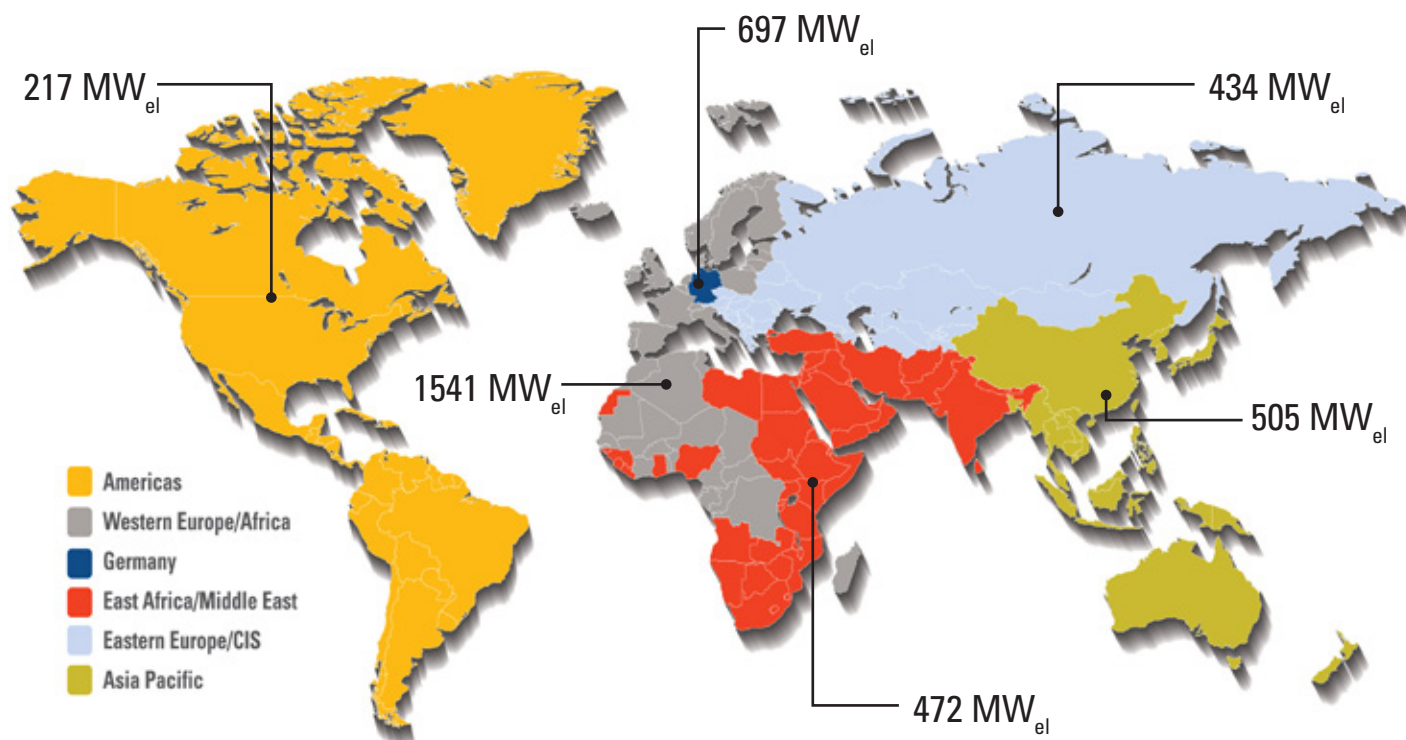 697 MWel
217 MWel
434 MWel
1541 MWel
505 MWel
Americas
Western Europe/Africa
Germany
East Africa/Middle East
Eastern Europe/CIS
Asia Pacific
472 MWel